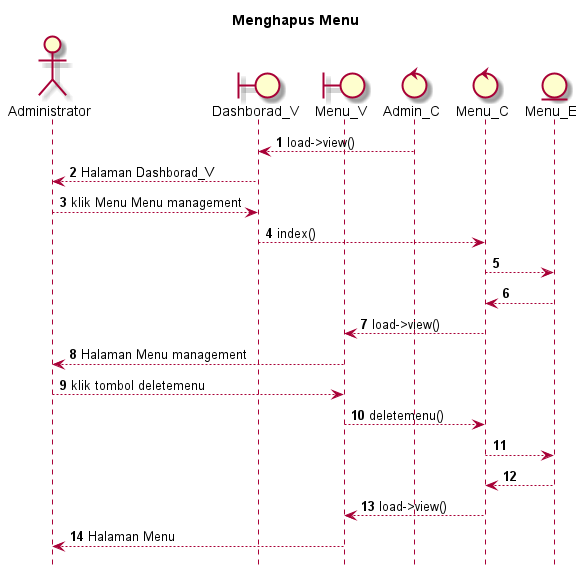 Menghapus Menu
Administrator
Dashborad_V
Menu_V
Admin_C
Menu_C
Menu_E
1 load->view()
2 Halaman Dashborad_V
3 klik Menu Menu management
4 index()
5
6
7 load->view()
8 Halaman Menu management
9 klik tombol deletemenu
10 deletemenu()
11
12
13 load->view()
14 Halaman Menu